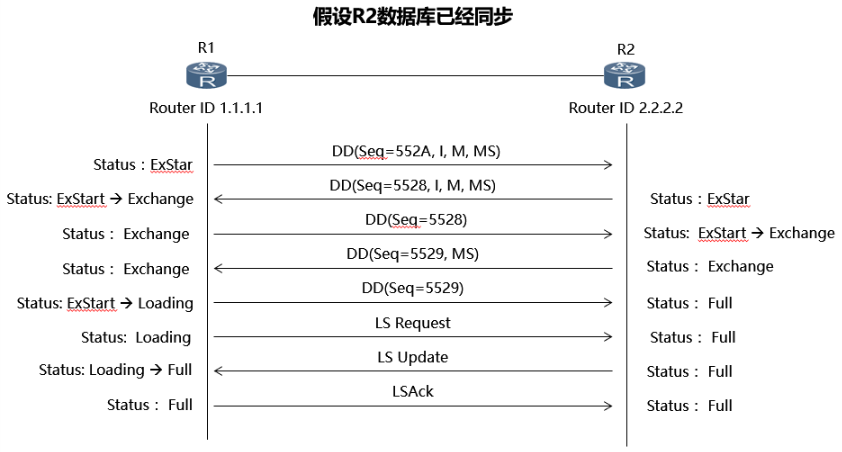 假设R2数据库已经同步
R1
R2
R
R
Router ID 1.1.1.1
Router ID 2.2.2.2
DD(Seq=552A, I, M, MS)
Status：ExStar
DD(Seq=5528, I, M, MS)
Status: ExStart → Exchange
Status：ExStar
DD(Seq=5528)
Status： Exchange
Status: ExStart → Exchange
DD(Seq=5529, MS)
Status： Exchange
Status： Exchange
DD(Seq=5529)
Status: ExStart → Loading
Status： Full
LS Request
Status: Loading
Status： Full
LS Update
Status: Loading → Full
Status： Full
LSAck
Status： Full
Status： Full